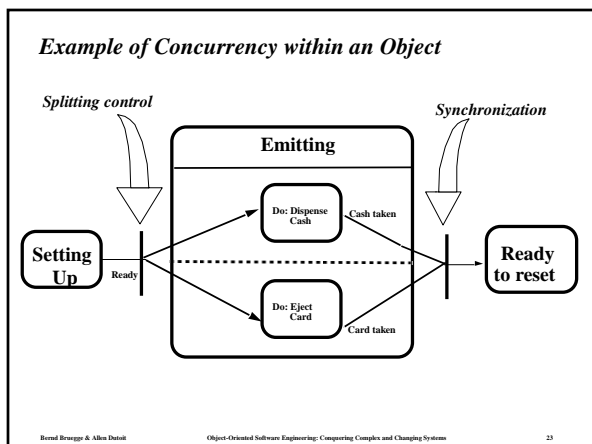 Example of Concurrency within an Object
Splitting control
Synchronization
Emitting
Do: Dispense
Cash
Cash taken
Setting
Up
Ready
Ready
to reset
Do: Eject
Card
Card taken
Bernd Bruegge & Allen Dutoit
Object-Oriented Software Engineering: Conquering Complex and Changing Systems
23